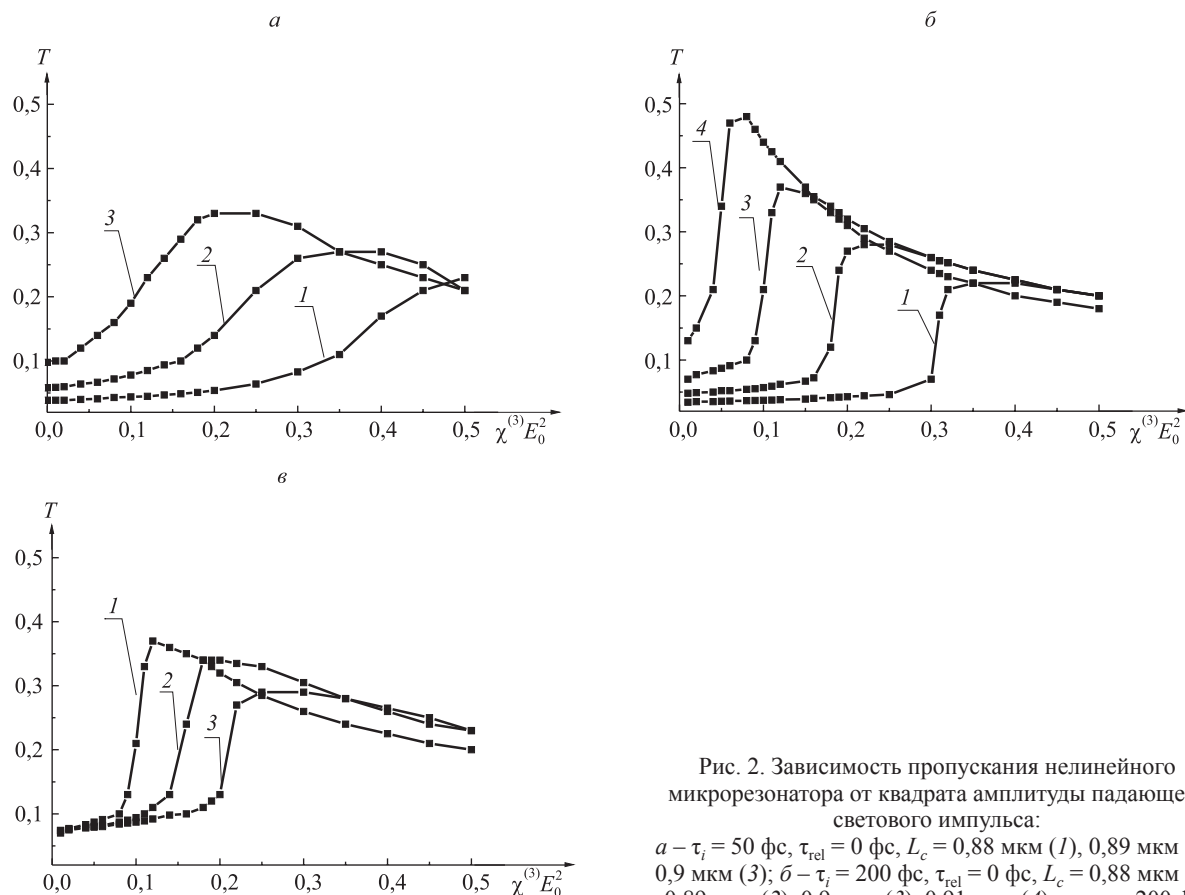 а
T
0,5
0,4
0,3
0,2
0,1
3
2
1
0,0 0,1 0,2 0,3 0,4 0,5 χ⁽³⁾E₀²
б
T
0,5
0,4
0,3
0,2
0,1
4
3
2
1
0,0 0,1 0,2 0,3 0,4 0,5 χ⁽³⁾E₀²
в
T
0,5
0,4
0,3
0,2
0,1
1
2
3
0,0 0,1 0,2 0,3 0,4 0,5 χ⁽³⁾E₀²
Рис. 2. Зависимость пропускания нелинейного
микрорезонатора от квадрата амплитуды падающе
светового импульса:
а – τᵢ = 50 фс, τrel = 0 фс, Lc = 0,88 мкм (1), 0,89 мкм
0,9 мкм (3); б – τᵢ = 200 фс, τrel = 0 фс, Lc = 0,88 мкм